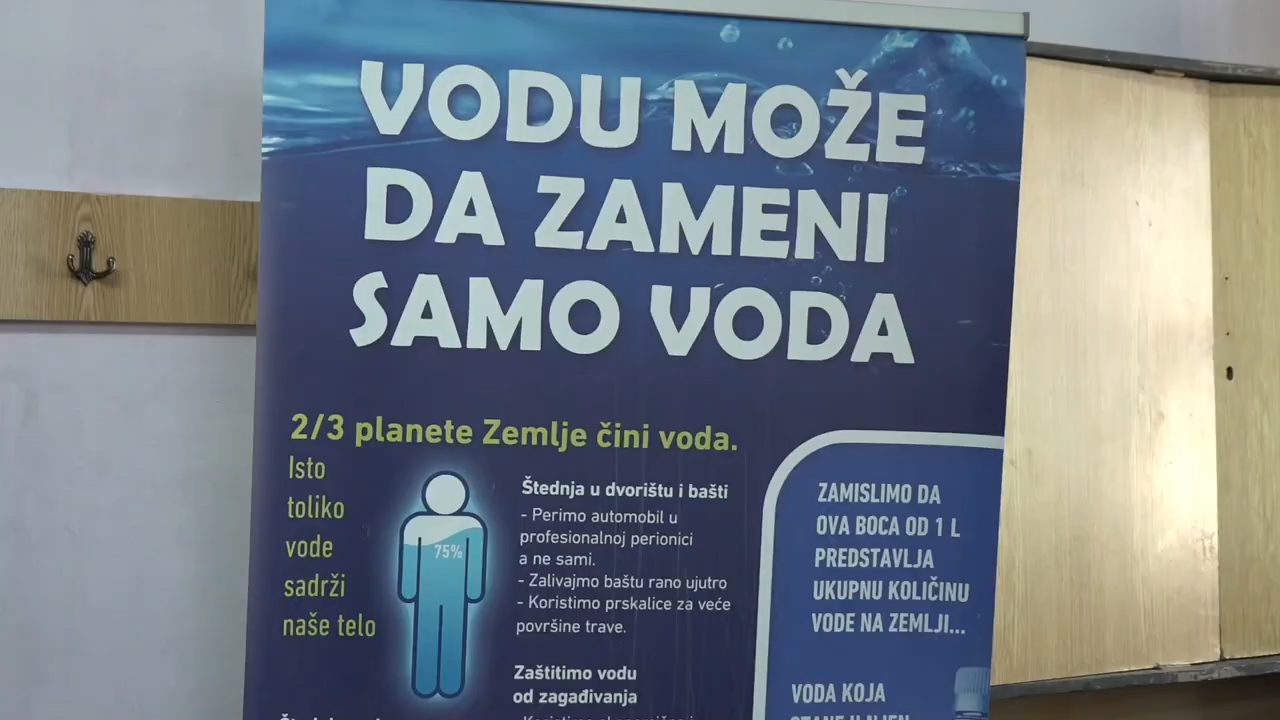 VODU MOŽE
DA ZAMENI
SAMO VODA
2/3 planete Zemlje čini voda.
Isto
toliko
vode
sadrži
naše telo
75%
Štednja u dvorištu i bašti
- Perimo automobil u
profesionalnoj perionici
a ne sami.
- Zalivajmo baštu rano ujutro
- Koristimo prskalice za veće
površine trave.
Zaštitimo vodu
od zagađivanja
ZAMISLIMO DA
OVA BOCA OD 1 L
PREDSTAVLJA
UKUPNU KOLIČINU
VODE NA ZEMLJI...
VODA KOJA